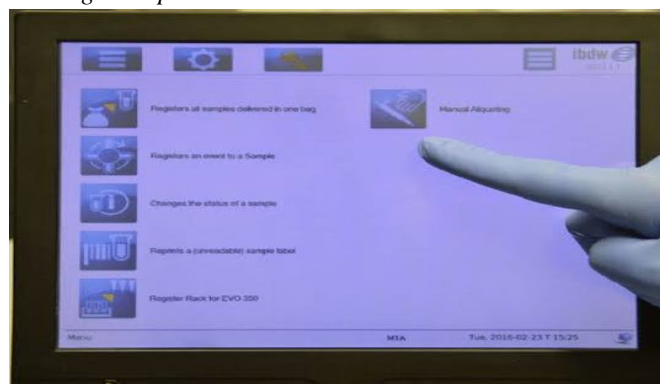 ibdw
Registers all samples delivered in one bag
Manual Aliquoting
Registers an event to a Sample
Changes the status of a sample
Reprints a (unreadable) sample label
Register Rack for EVO
Menu
MTA
Tue, 2016-02-23 T 15:25